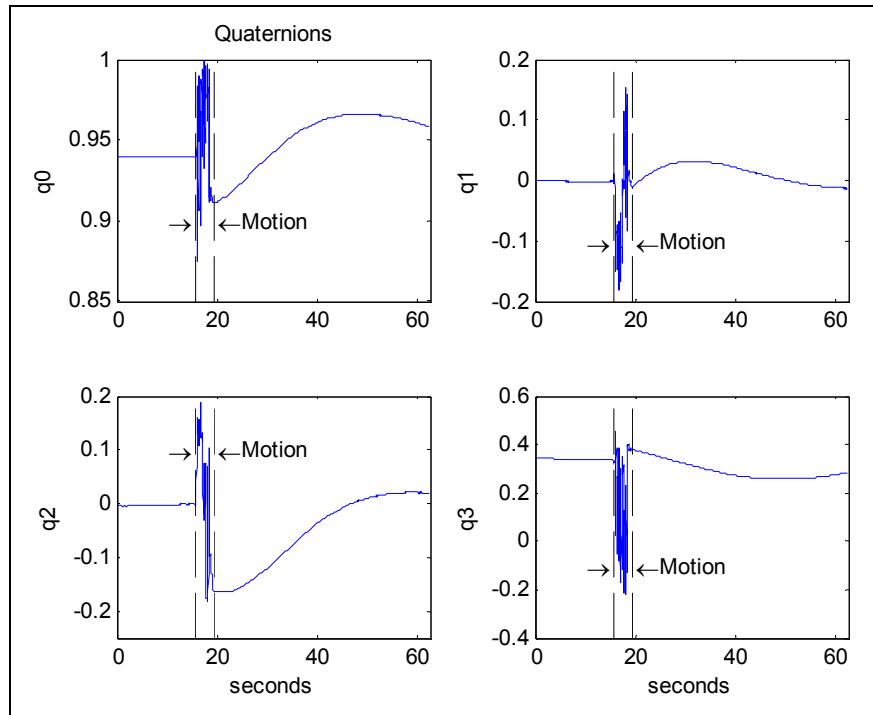 Quaternions
1
0.95
0.9
0.85
q0
→ ←Motion
0 20 40 60
0.2
0.1
0
-0.1
-0.2
q1
→ ←Motion
0 20 40 60
0.2
0.1
0
-0.1
-0.2
q2
→ ←Motion
0 20 40 60
seconds
0.6
0.4
0.2
0
-0.2
-0.4
q3
→ ←Motion
0 20 40 60
seconds